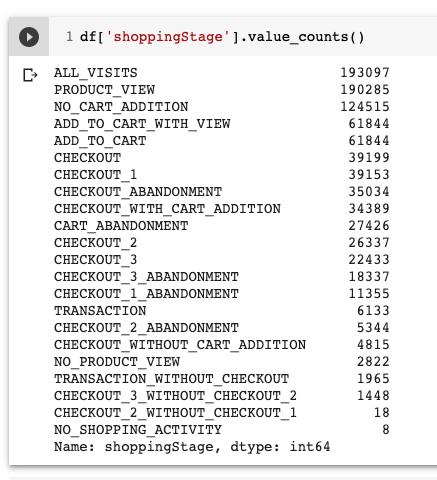 1 df['shoppingStage'].value_counts()
ALL_VISITS 193097
PRODUCT_VIEW 190285
NO_CART_ADDITION 124515
ADD_TO_CART_WITH_VIEW 61844
ADD_TO_CART 61844
CHECKOUT 39199
CHECKOUT_1 39153
CHECKOUT_ABANDONMENT 35034
CHECKOUT_WITH_CART_ADDITION 34389
CART_ABANDONMENT 27426
CHECKOUT_2 26337
CHECKOUT_3 22433
CHECKOUT_3_ABANDONMENT 18337
CHECKOUT_1_ABANDONMENT 11355
TRANSACTION 6133
CHECKOUT_2_ABANDONMENT 5344
CHECKOUT_WITHOUT_CART_ADDITION 4815
NO_PRODUCT_VIEW 2822
TRANSACTION_WITHOUT_CHECKOUT 1965
CHECKOUT_3_WITHOUT_CHECKOUT_2 1448
CHECKOUT_2_WITHOUT_CHECKOUT_1 18
NO_SHOPPING_ACTIVITY 8
Name: shoppingStage, dtype: int64